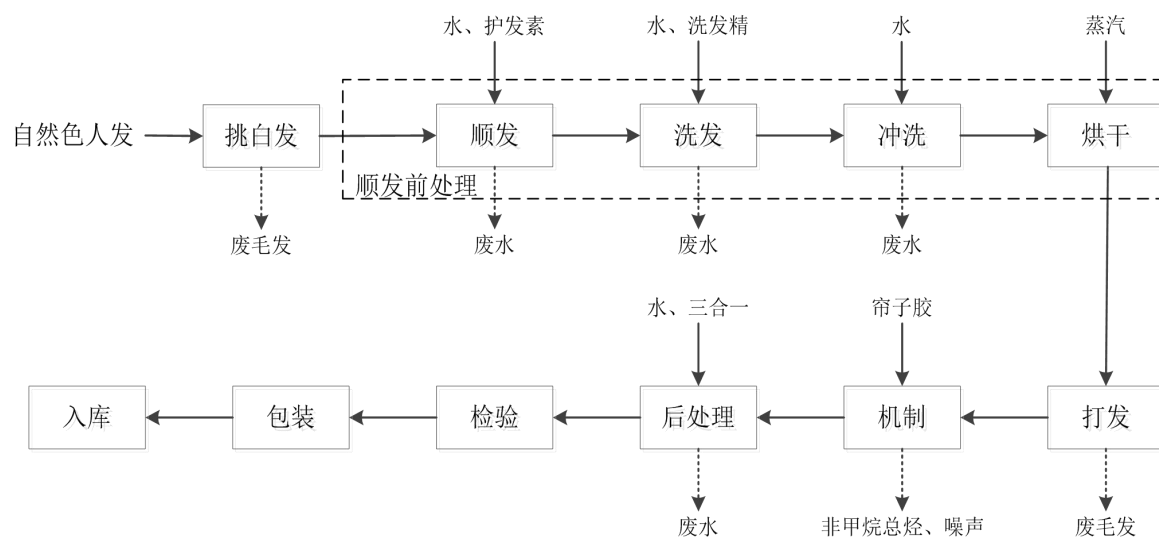 水、护发素
水、洗发精
水
蒸汽
自然色人发
挑白发
顺发
洗发
冲洗
烘干
顺发前处理
废毛发
废水
废水
废水
水、三合一
帘子胶
入库
包装
检验
后处理
机制
打发
废水
非甲烷总烃、噪声
废毛发